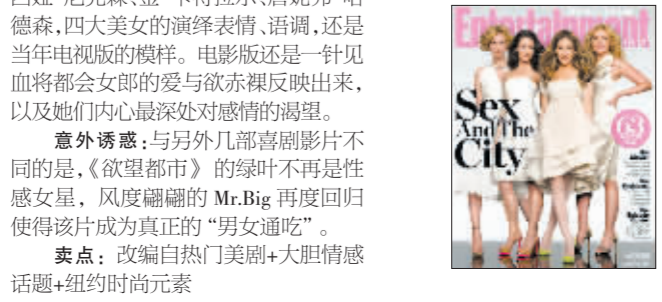 德森,四大美女的演绎表情、语调,还是
当年电视版的模样。电影版还是一针见
血将都会女郎的爱与欲赤裸反映出来,
以及她们内心最深处对感情的渴望。
意外诱惑:与另外几部喜剧影片不
同的是,《欲望都市》的绿叶不再是性
感女星,风度翩翩的 Mr.Big 再度回归
使得该片成为真正的“男女通吃”。
卖点:改编自热门美剧+大胆情感
话题+纽约时尚元素
Entertainment
Sex
And The
City
63